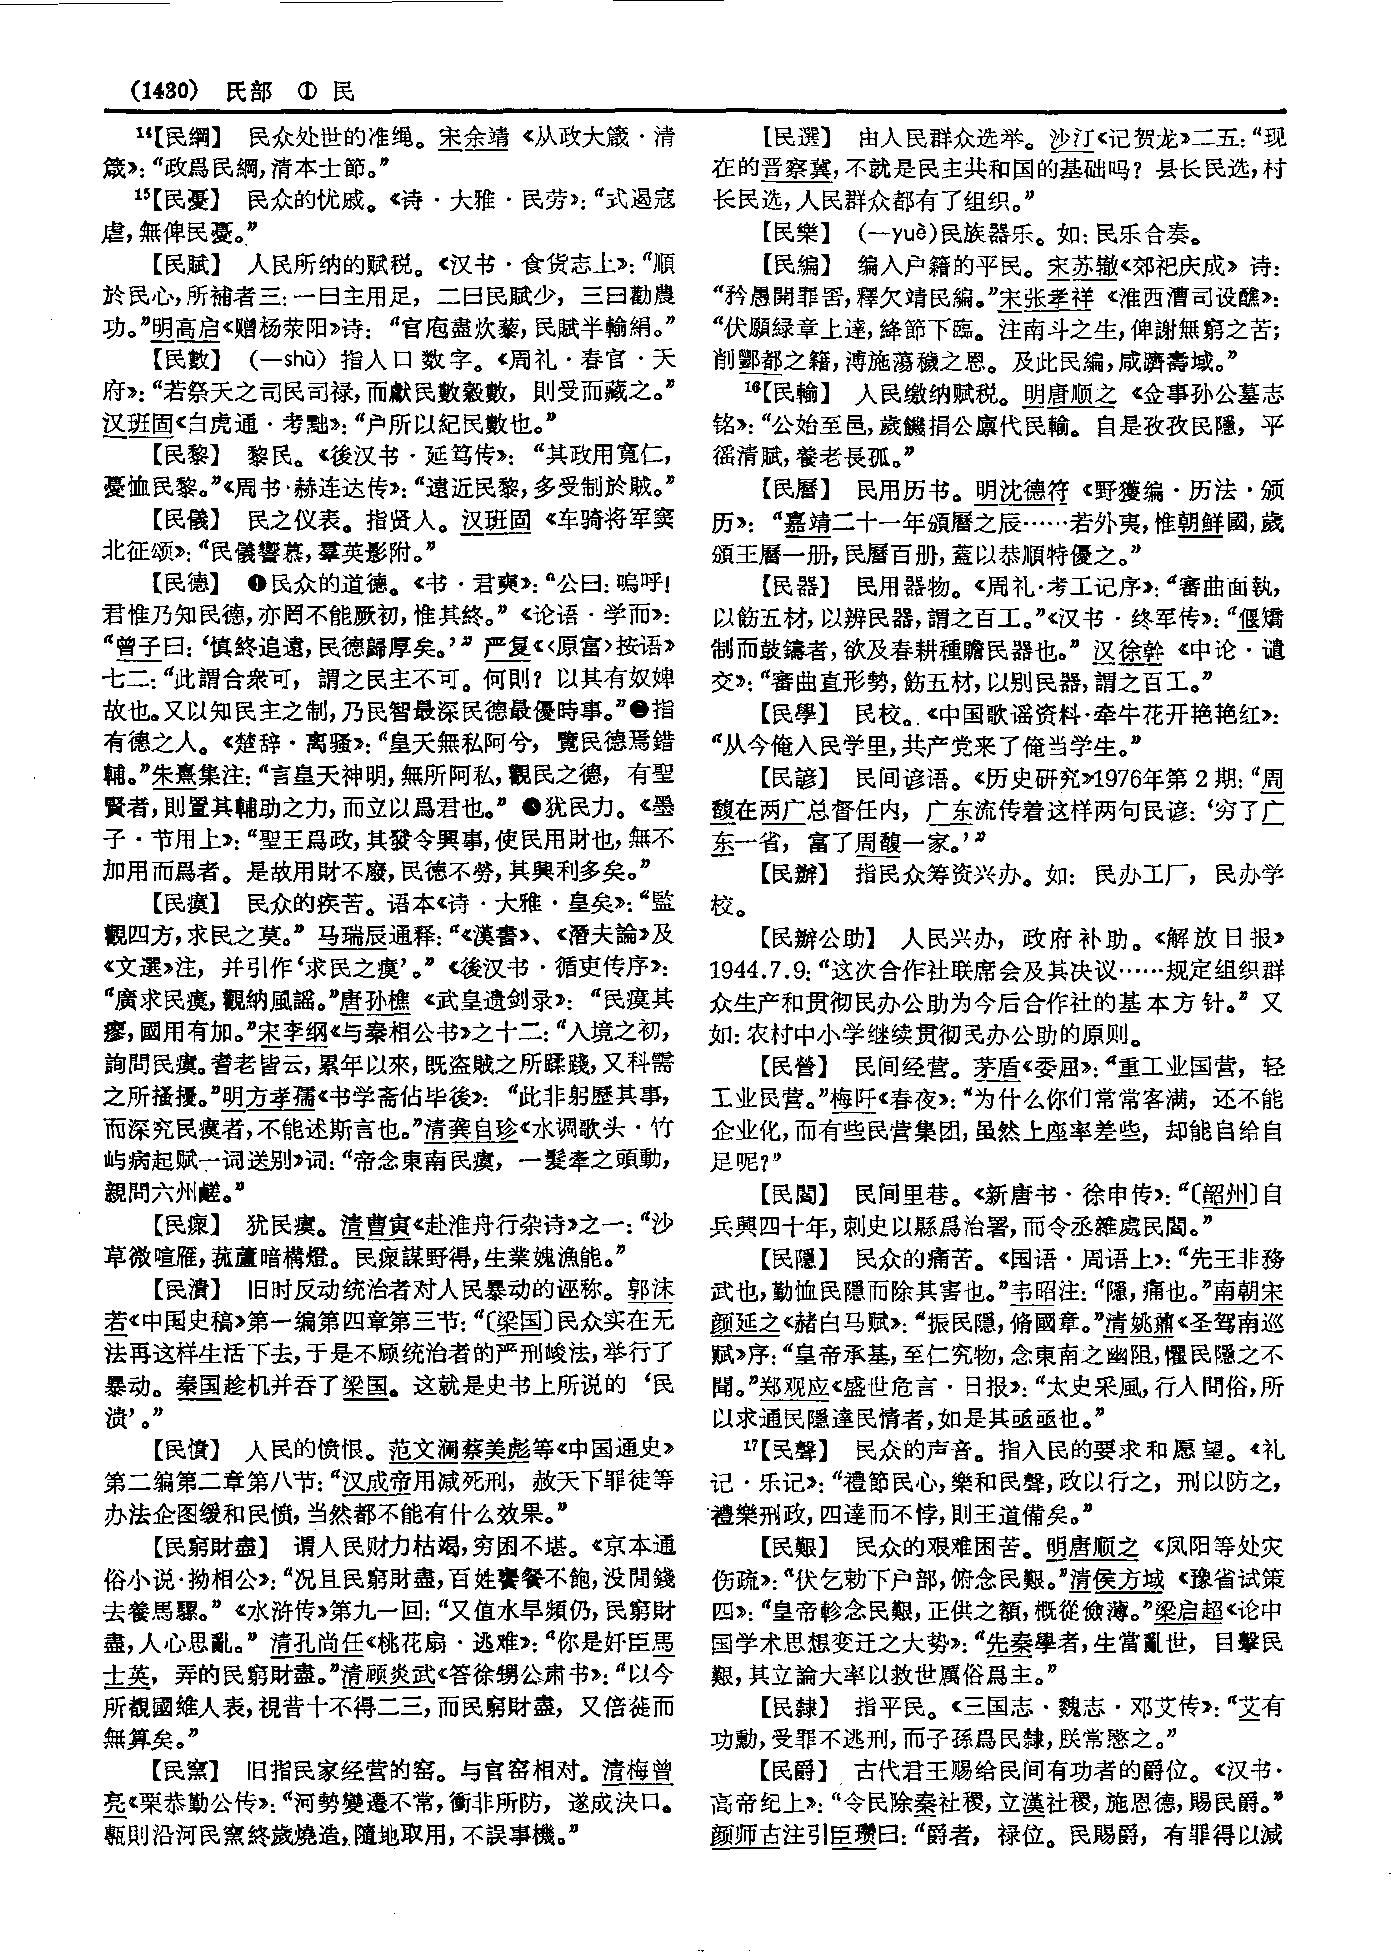 (1430) 氏部 ① 民
14【民綱】 民众处世的准绳。宋余靖《从政大箴·清
箴》：“政爲民綱，清本士節。”
15【民憂】 民众的忧戚。《诗·大雅·民劳》：“式遏寇
虐，無俾民憂。”
【民賦】 人民所纳的赋税。《汉书·食货志上》：“順
於民心，所補者三：一曰主用足，二曰民賦少，三曰勸農
功。”明高启《赠杨荥阳》诗：“官庖盡炊藜，民賦半輸絹。”
【民數】 (—shù) 指人口数字。《周礼·春官·天
府》：“若祭天之司民司禄，而獻民數穀數，則受而藏之。”
汉班固《白虎通·考黜》：“户所以紀民數也。”
【民黎】 黎民。《後汉书·延笃传》：“其政用寬仁，
憂恤民黎。”《周书·赫连达传》：“遠近民黎，多受制於賊。”
【民儀】 民之仪表。指贤人。汉班固《车骑将军窦
北征颂》：“民儀響慕，羣英影附。”
【民德】 ❶民众的道德。《书·君奭》：“公曰：嗚呼！
君惟乃知民德，亦罔不能厥初，惟其終。”《论语·学而》：
“曾子曰：‘慎終追遠，民德歸厚矣。’”严复《〈原富〉按语》
七二：“此謂合衆可，謂之民主不可。何則？以其有奴婢
故也。又以知民主之制，乃民智最深民德最優時事。”❷指
有德之人。《楚辞·离骚》：“皇天無私阿兮，覽民德焉錯
輔。”朱熹集注：“言皇天神明，無所阿私，觀民之德，有聖
賢者，則置其輔助之力，而立以爲君也。”❸犹民力。《墨
子·节用上》：“聖王爲政，其發令興事，使民用財也，無不
加用而爲者。是故用財不廢，民德不勞，其興利多矣。”
【民瘼】 民众的疾苦。语本《诗·大雅·皇矣》：“監
觀四方，求民之莫。”马瑞辰通释：“《漢書》、《潛夫論》及
《文選》注，并引作‘求民之瘼’。”《後汉书·循吏传序》：
“廣求民瘼，觀納風謡。”唐孙樵《武皇遗剑录》：“民瘼其
瘳，國用有加。”宋李纲《与秦相公书》之十二：“入境之初，
詢問民瘼。耆老皆云，累年以來，既盗賊之所蹂踐，又科需
之所搔擾。”明方孝孺《书学斋佔毕後》：“此非躬歷其事，
而深究民瘼者，不能述斯言也。”清龚自珍《水调歌头·竹
屿病起赋一词送别》词：“帝念東南民瘼，一髮牽之頭動，
親問六州鹺。”
【民瘝】 犹民瘼。清曹寅《赴淮舟行杂诗》之一：“沙
草微喧雁，菰蘆暗構燈。民瘝謀野得，生業媿漁能。”
【民潰】 旧时反动统治者对人民暴动的诬称。郭沫
若《中国史稿》第一编第四章第三节：“〔梁国〕民众实在无
法再这样生活下去，于是不顾统治者的严刑峻法，举行了
暴动。秦国趁机并吞了梁国。这就是史书上所说的‘民
溃’。”
【民憤】 人民的愤恨。范文澜蔡美彪等《中国通史》
第二编第二章第八节：“汉成帝用减死刑，赦天下罪徒等
办法企图缓和民愤，当然都不能有什么效果。”
【民窮財盡】 谓人民财力枯竭，穷困不堪。《京本通
俗小说·拗相公》：“况且民窮財盡，百姓饔餐不飽，没閒錢
去養馬騾。”《水浒传》第九一回：“又值水旱頻仍，民窮財
盡，人心思亂。”清孔尚任《桃花扇·逃难》：“你是奸臣馬
士英，弄的民窮財盡。”清顾炎武《答徐甥公肃书》：“以今
所覩國維人表，視昔十不得二三，而民窮財盡，又倍蓰而
無算矣。”
【民窯】 旧指民家经营的窑。与官窑相对。清梅曾
亮《栗恭勤公传》：“河勢變遷不常，衝非所防，遂成決口。
甎則沿河民窯終歲燒造，隨地取用，不誤事機。”
【民選】 由人民群众选举。沙汀《记贺龙》二五：“现
在的晋察冀，不就是民主共和国的基础吗？县长民选，村
长民选，人民群众都有了组织。”
【民樂】 (—yuè)民族器乐。如：民乐合奏。
【民編】 编入户籍的平民。宋苏辙《郊祀庆成》诗：
“矜愚開罪罟，釋欠靖民編。”宋张孝祥《淮西漕司设醮》：
“伏願綠章上達，絳節下臨。注南斗之生，俾謝無窮之苦；
削酆都之籍，溥施蕩穢之恩。及此民編，咸躋壽域。”
16【民輸】 人民缴纳赋税。明唐顺之《金事孙公墓志
铭》：“公始至邑，歲饑捐公廪代民輸。自是孜孜民隱，平
徭清賦，養老長孤。”
【民曆】 民用历书。明沈德符《野獲编·历法·颁
历》：“嘉靖二十一年頒曆之辰……若外夷，惟朝鮮國，歲
頒王曆一册，民曆百册，蓋以恭順特優之。”
【民器】 民用器物。《周礼·考工记序》：“審曲面埶，
以飭五材，以辨民器，謂之百工。”《汉书·终军传》：“偃矯
制而鼓鑄者，欲及春耕種贍民器也。”汉徐幹《中论·谴
交》：“審曲直形勢，飭五材，以别民器，謂之百工。”
【民學】 民校。《中国歌谣资料·牵牛花开艳艳红》：
“从今俺入民学里，共产党来了俺当学生。”
【民諺】 民间谚语。《历史研究》1976年第2期：“周
馥在两广总督任内，广东流传着这样两句民谚：‘穷了广
东一省，富了周馥一家。’”
【民辦】 指民众筹资兴办。如：民办工厂，民办学
校。
【民辦公助】 人民兴办，政府补助。《解放日报》
1944.7.9：“这次合作社联席会及其决议……规定组织群
众生产和贯彻民办公助为今后合作社的基本方针。”又
如：农村中小学继续贯彻民办公助的原则。
【民營】 民间经营。茅盾《委屈》：“重工业国营，轻
工业民营。”梅阡《春夜》：“为什么你们常常客满，还不能
企业化，而有些民营集团，虽然上座率差些，却能自给自
足呢？”
【民閻】 民间里巷。《新唐书·徐申传》：“〔韶州〕自
兵興四十年，刺史以縣爲治署，而令丞雜處民閻。”
【民隱】 民众的痛苦。《国语·周语上》：“先王非務
武也，勤恤民隱而除其害也。”韦昭注：“隱，痛也。”南朝宋
颜延之《赭白马赋》：“振民隱，脩國章。”清姚鼐《圣驾南巡
赋》序：“皇帝承基，至仁究物，念東南之幽阻，懼民隱之不
聞。”郑观应《盛世危言·日报》：“太史采風，行人問俗，所
以求通民隱達民情者，如是其亟亟也。”
17【民聲】 民众的声音。指人民的要求和愿望。《礼
记·乐记》：“禮節民心，樂和民聲，政以行之，刑以防之，
禮樂刑政，四達而不悖，則王道備矣。”
【民艱】 民众的艰难困苦。明唐顺之《凤阳等处灾
伤疏》：“伏乞勅下户部，俯念民艱。”清侯方域《豫省试策
四》：“皇帝軫念民艱，正供之額，概從儉薄。”梁启超《论中
国学术思想变迁之大势》：“先秦學者，生當亂世，目擊民
艱，其立論大率以救世厲俗爲主。”
【民隸】 指平民。《三国志·魏志·邓艾传》：“艾有
功勳，受罪不逃刑，而子孫爲民隸，朕常愍之。”
【民爵】 古代君王赐给民间有功者的爵位。《汉书·
高帝纪上》：“令民除秦社稷，立漢社稷，施恩德，賜民爵。”
颜师古注引臣瓒曰：“爵者，禄位。民賜爵，有罪得以減